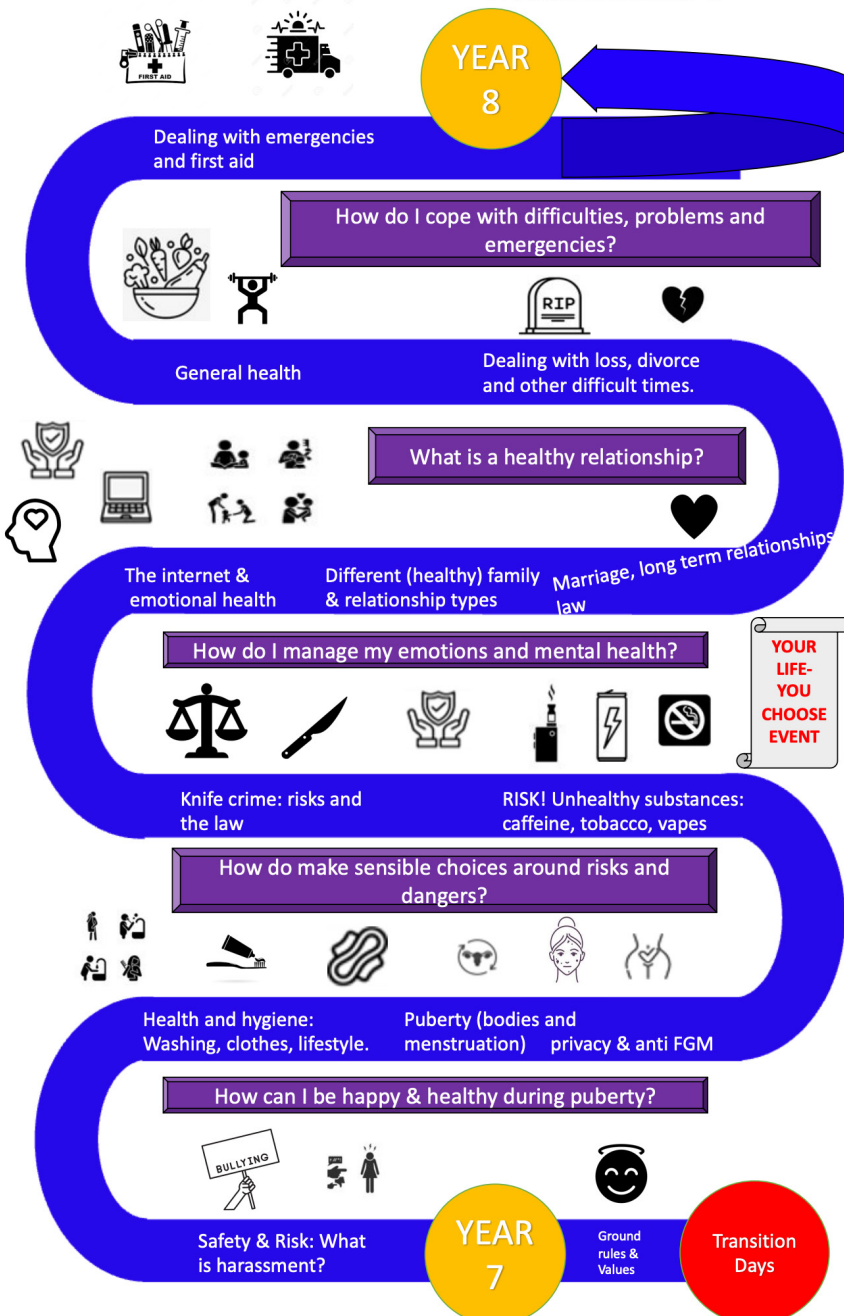 FIRST AID
YEAR
8
Dealing with emergencies
and first aid
How do I cope with difficulties, problems and
emergencies?
RIP
General health
Dealing with loss, divorce
and other difficult times.
What is a healthy relationship?
The internet &
emotional health
Different (healthy) family
& relationship types
Marriage, long term relationships
law
How do I manage my emotions and mental health?
YOUR
LIFE-
YOU
CHOOSE
EVENT
Knife crime: risks and
the law
RISK! Unhealthy substances:
caffeine, tobacco, vapes
How do make sensible choices around risks and
dangers?
Health and hygiene:
Washing, clothes, lifestyle.
Puberty (bodies and
menstruation)
privacy & anti FGM
How can I be happy & healthy during puberty?
BULLYING
Safety & Risk: What
is harassment?
YEAR
7
Ground
rules &
Values
Transition
Days